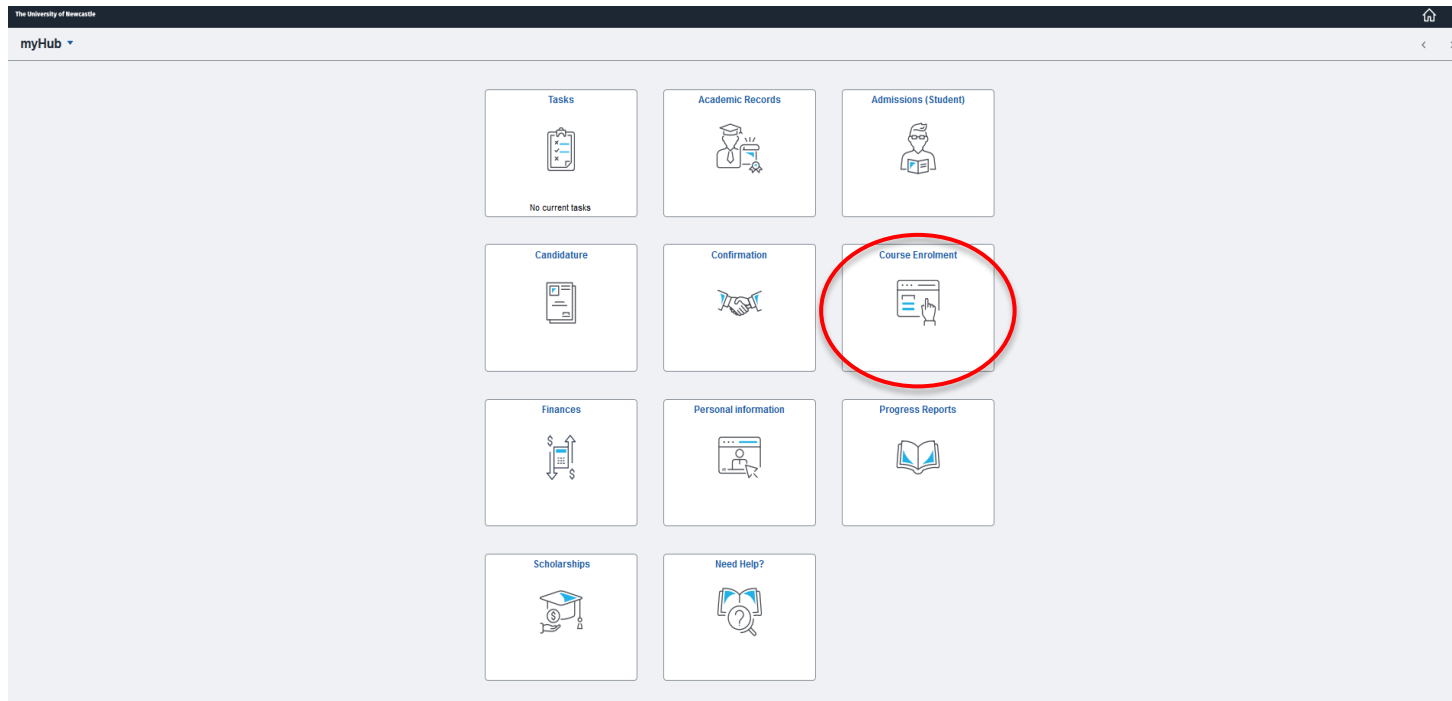 The University of Newcastle
myHub
Tasks
Academic Records
Admissions (Student)
No current tasks
Candidature
Confirmation
Course Enrolment
Finances
Personal information
Progress Reports
$
$
Scholarships
Need Help?
$
?